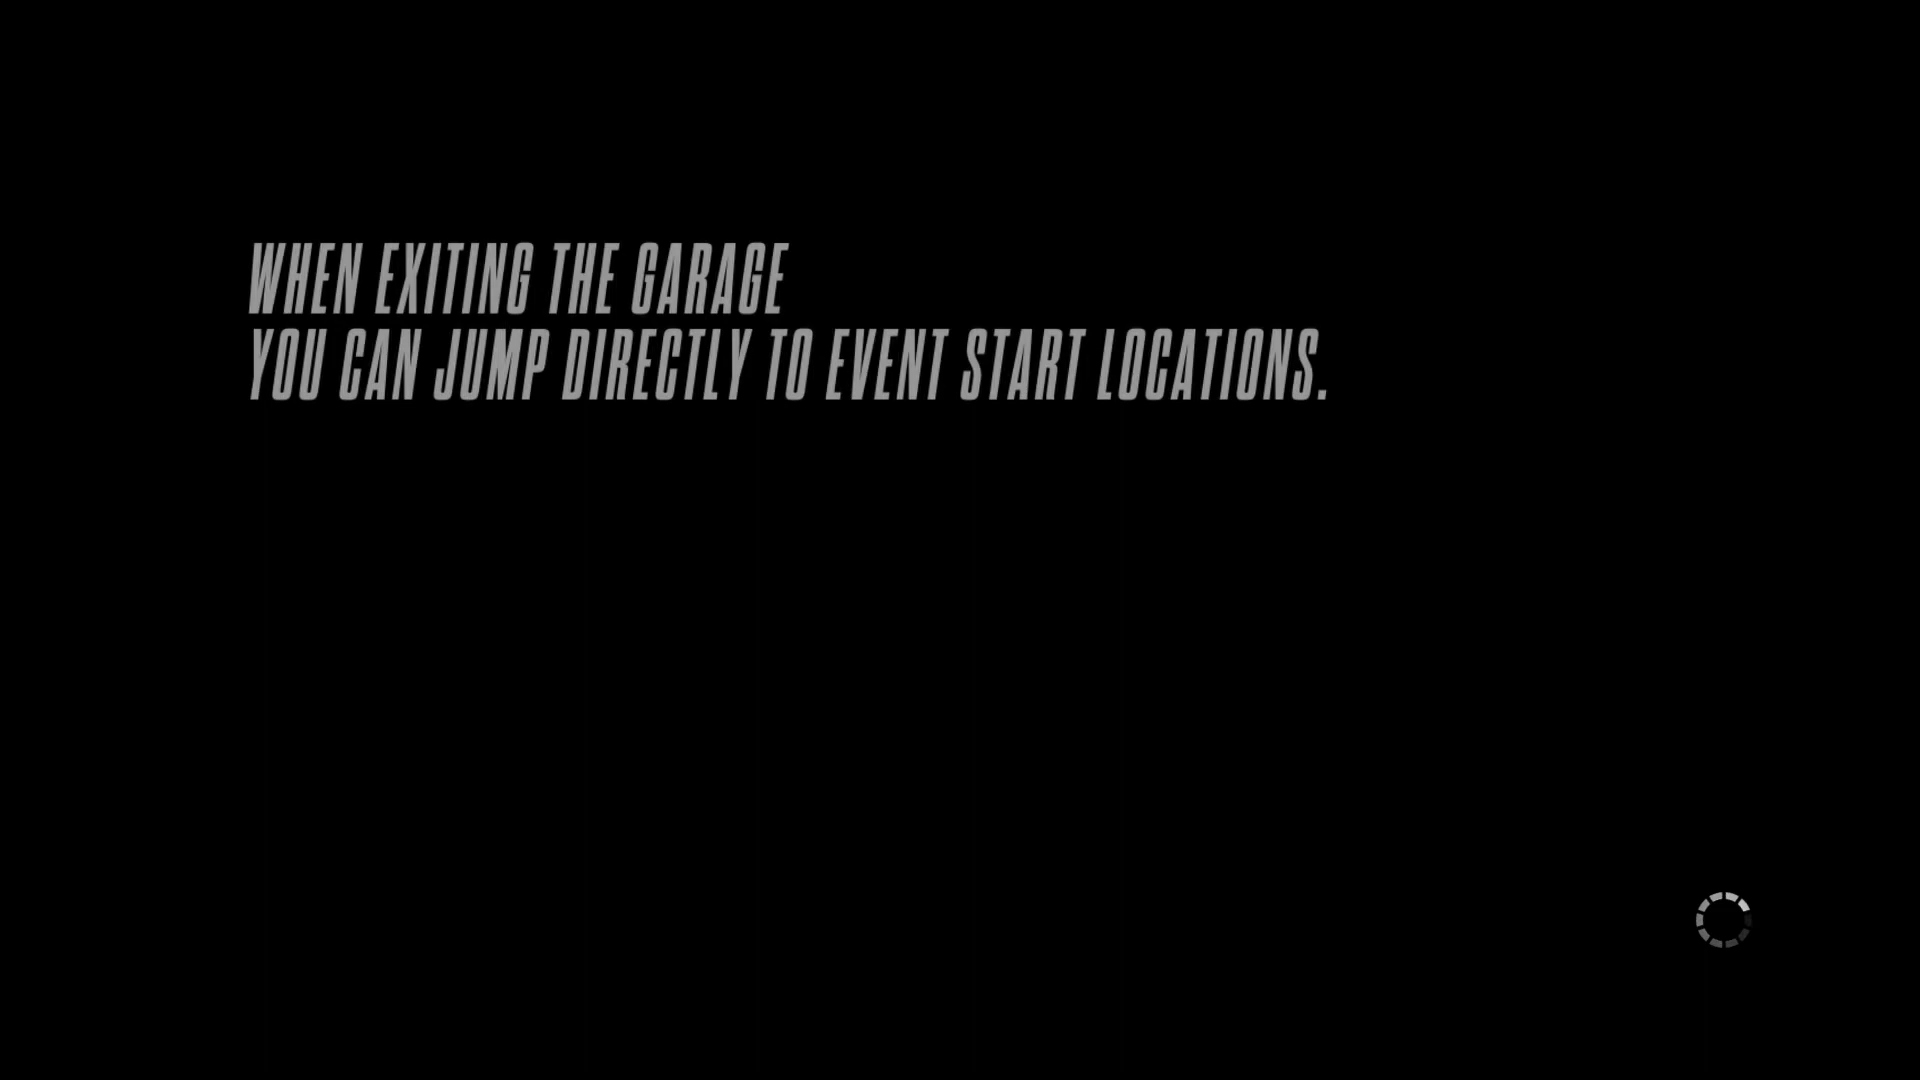 WHEN EXITING THE GARAGE
YOU CAN JUMP DIRECTLY TO EVENT START LOCATIONS.